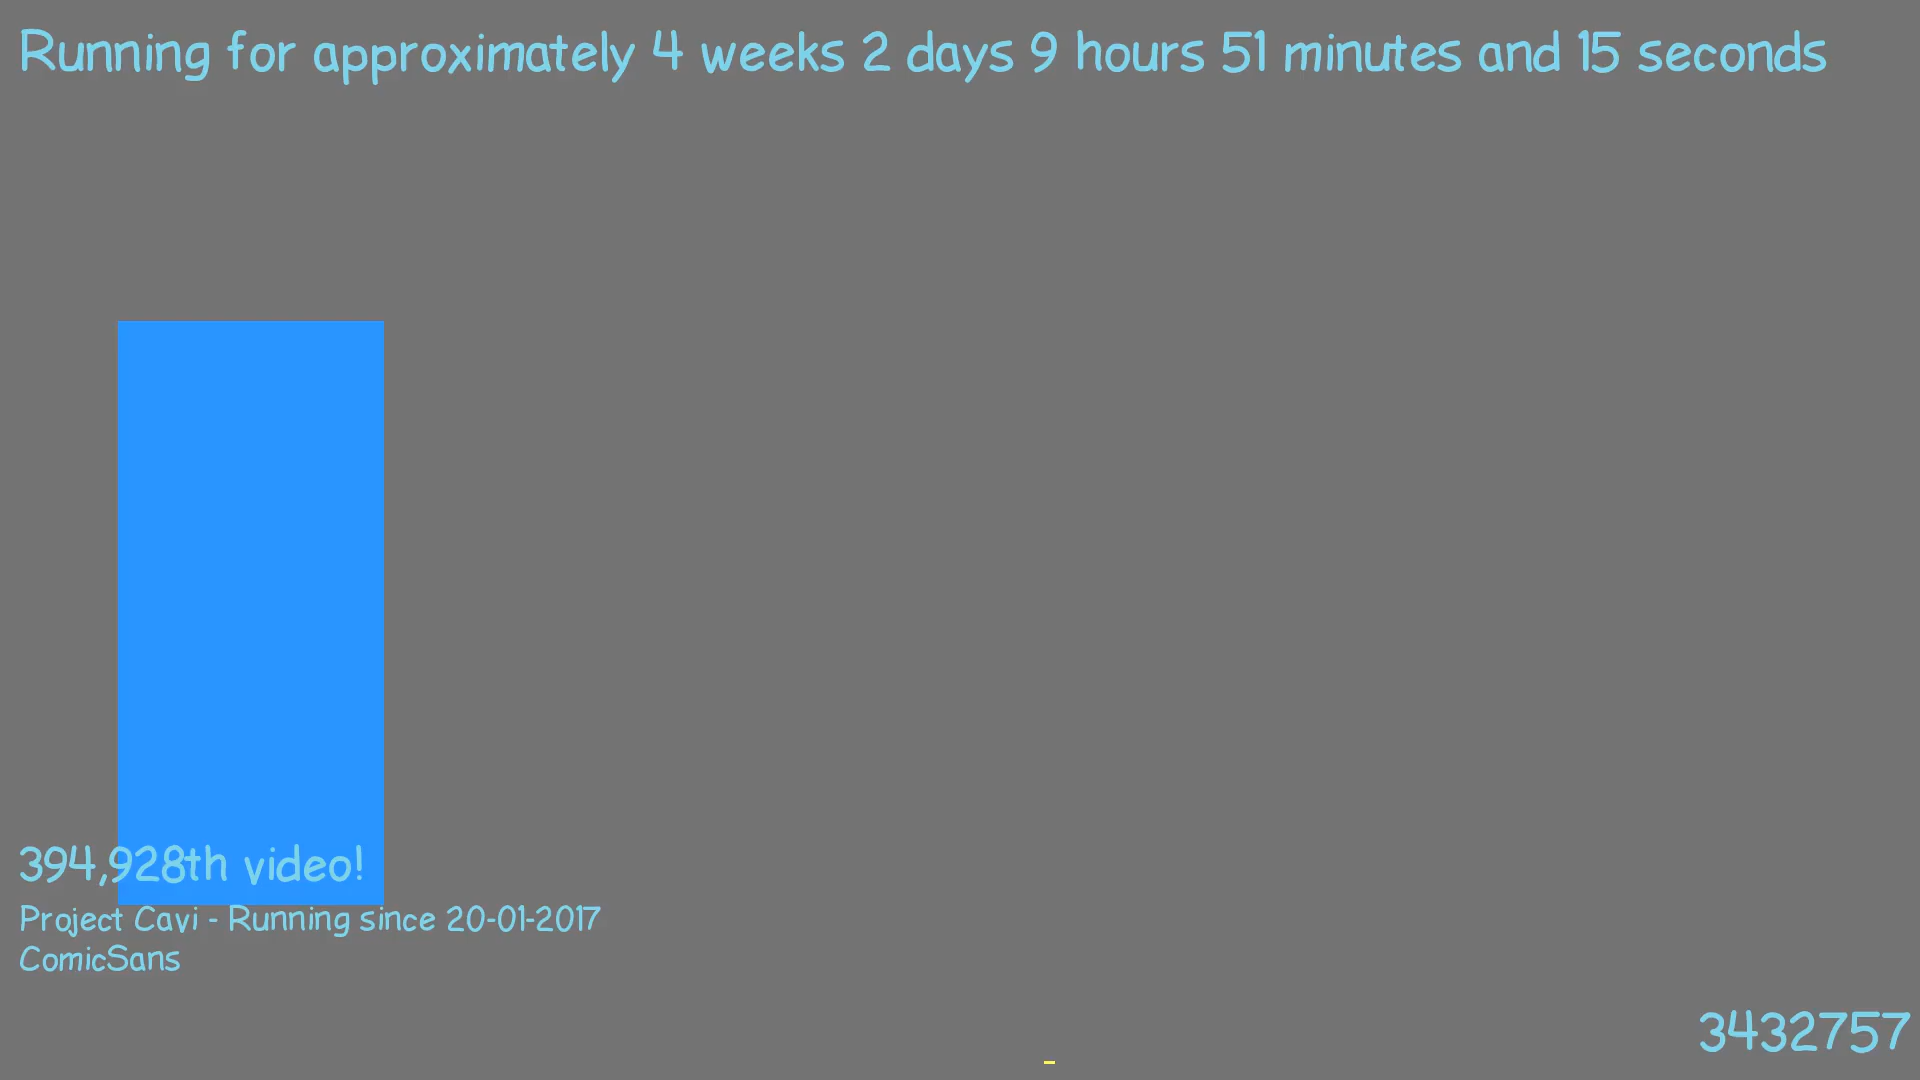 Running for approximately 4 weeks 2 days 9 hours 51 minutes and 15 seconds
394,928th video!
Project Cavi - Running since 20-01-2017
ComicSans
3432757